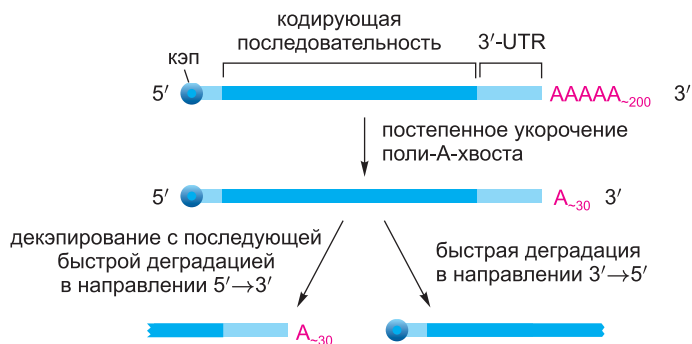 кодирующая
последовательность
3′-UTR
кэп
5′ AAAAA~200 3′
постепенное укорочение
поли-А-хвоста
5′ A~30 3′
декэпирование с последующей
быстрой деградацией
в направлении 5′→3′
быстрая деградация
в направлении 3′→5′
A~30